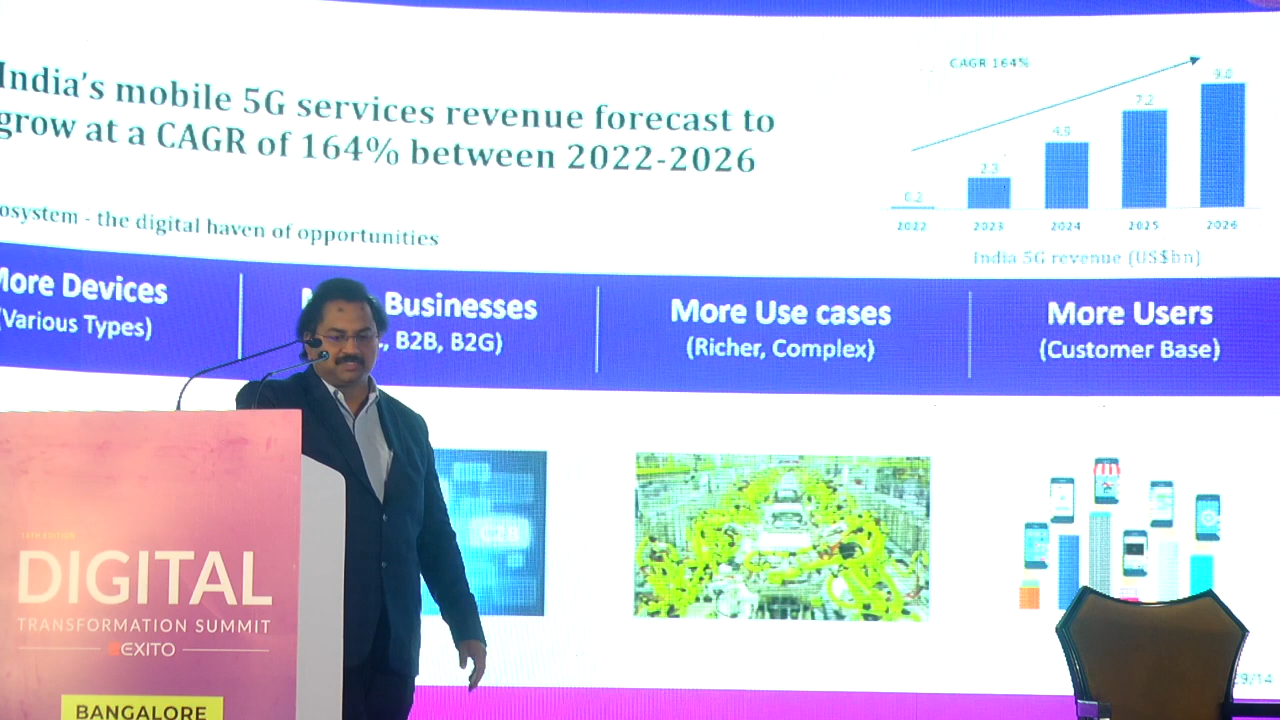 India's mobile 5G services revenue forecast to
grow at a CAGR of 164% between 2022-2026
osystem - the digital haven of opportunities
CAGR 164%
0.2
2.3
4.9
7.2
9.0
2022 2023 2024 2025 2026
India 5G revenue (US$bn)
More Devices
(Various Types)
Businesses
B2B, B2G)
More Use cases
(Richer, Complex)
More Users
(Customer Base)
DIGITAL
TRANSFORMATION SUMMIT
EXITO
BANGALORE